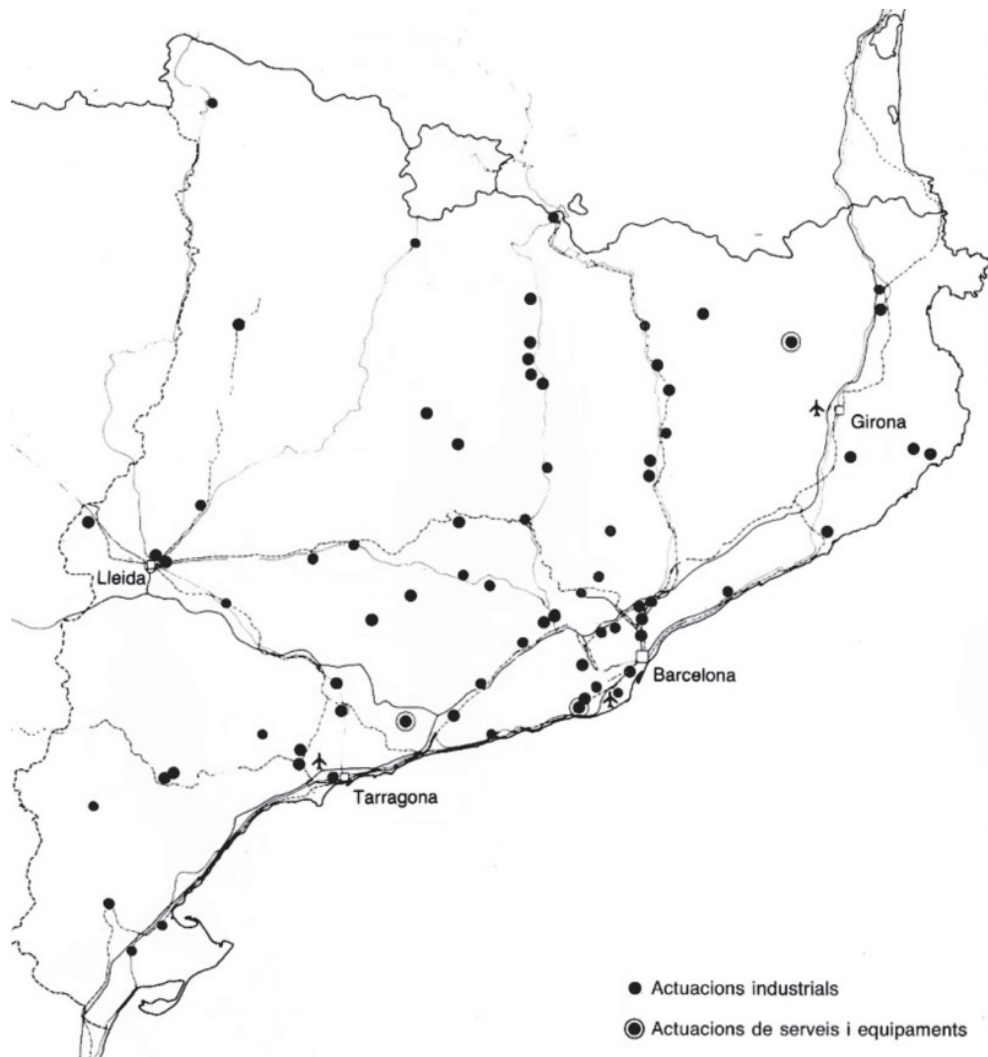 Girona
Lleida
Barcelona
Tarragona
Actuacions industrials
Actuacions de serveis i equipaments